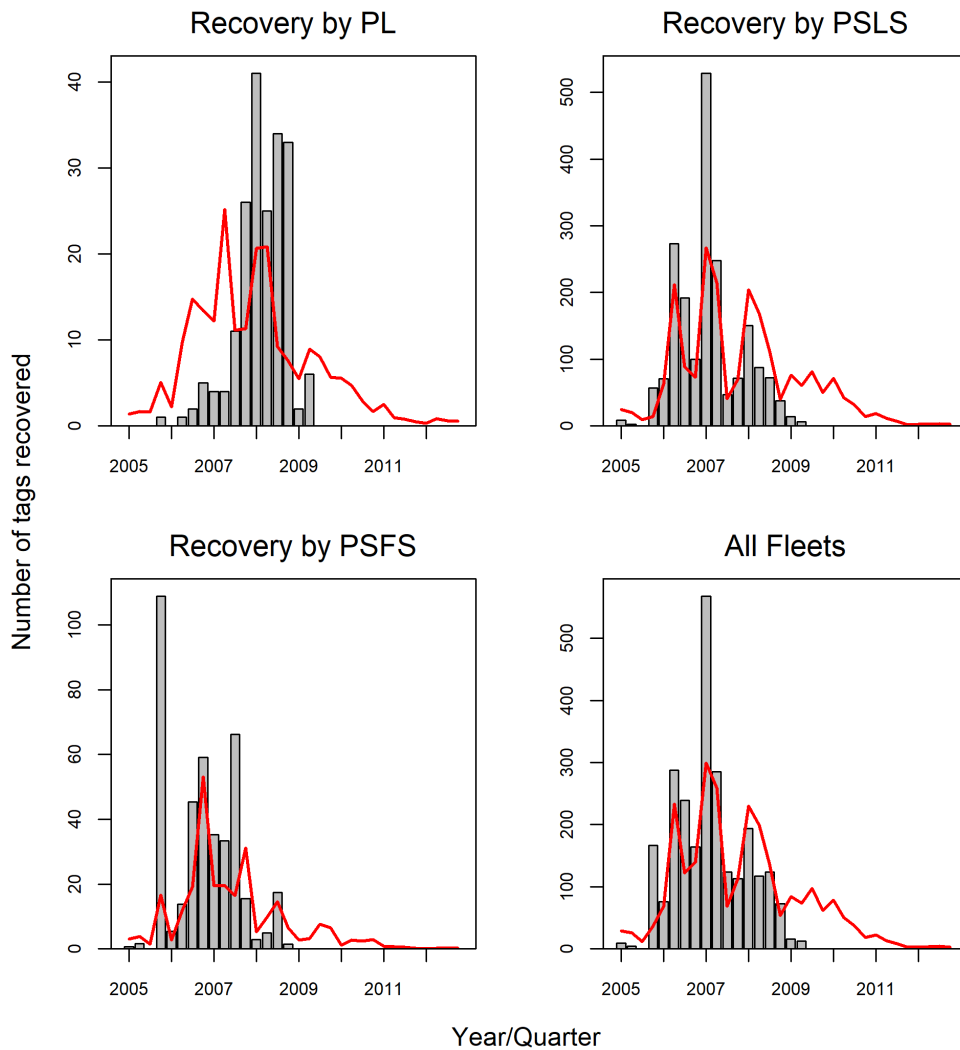 Recovery by PL
40
30
20
10
0
2005 2007 2009 2011
Recovery by PSLS
500
400
300
200
100
0
2005 2007 2009 2011
Number of tags recovered
Recovery by PSFS
100
80
60
40
20
0
2005 2007 2009 2011
All Fleets
500
400
300
200
100
0
2005 2007 2009 2011
Year/Quarter